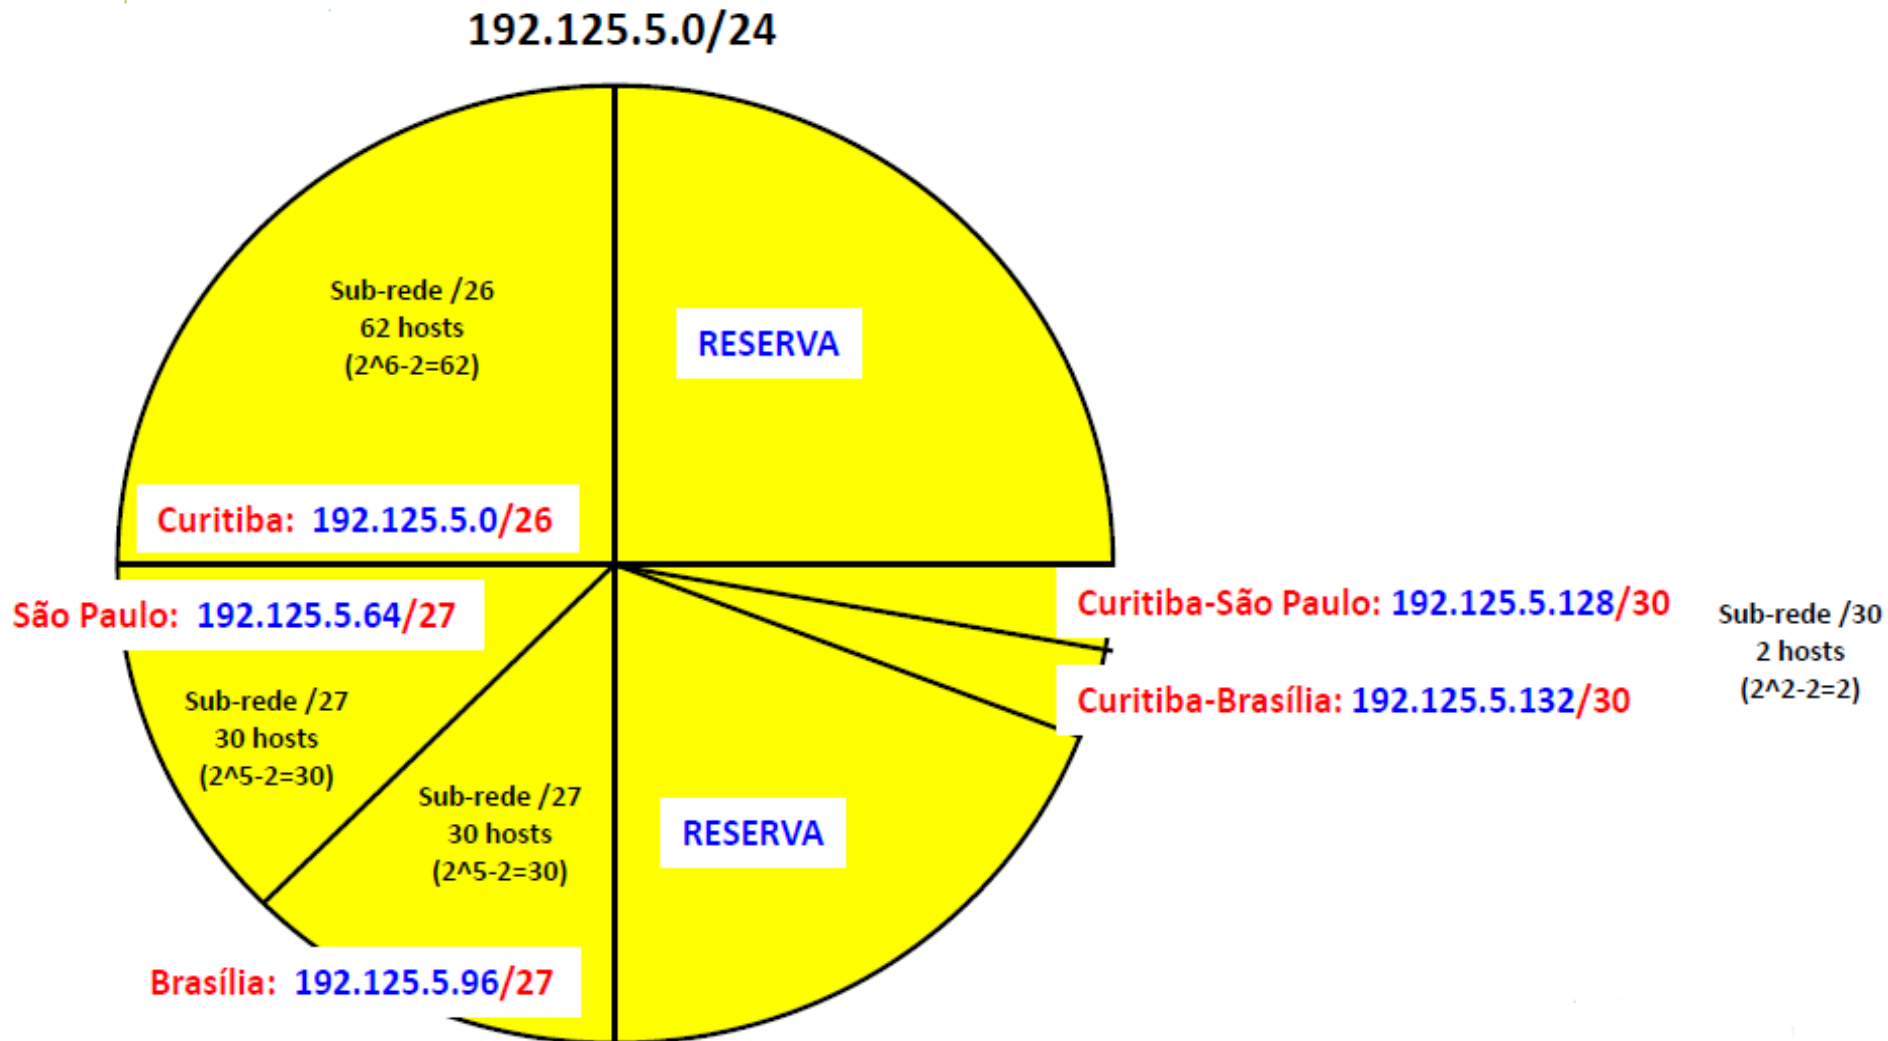 192.125.5.0/24
Sub-rede /26
62 hosts
(2^6-2=62)
RESERVA
Curitiba: 192.125.5.0/26
São Paulo: 192.125.5.64/27
Curitiba-São Paulo: 192.125.5.128/30
Sub-rede /30
2 hosts
(2^2-2=2)
Curitiba-Brasília: 192.125.5.132/30
Sub-rede /27
30 hosts
(2^5-2=30)
Sub-rede /27
30 hosts
(2^5-2=30)
RESERVA
Brasília: 192.125.5.96/27